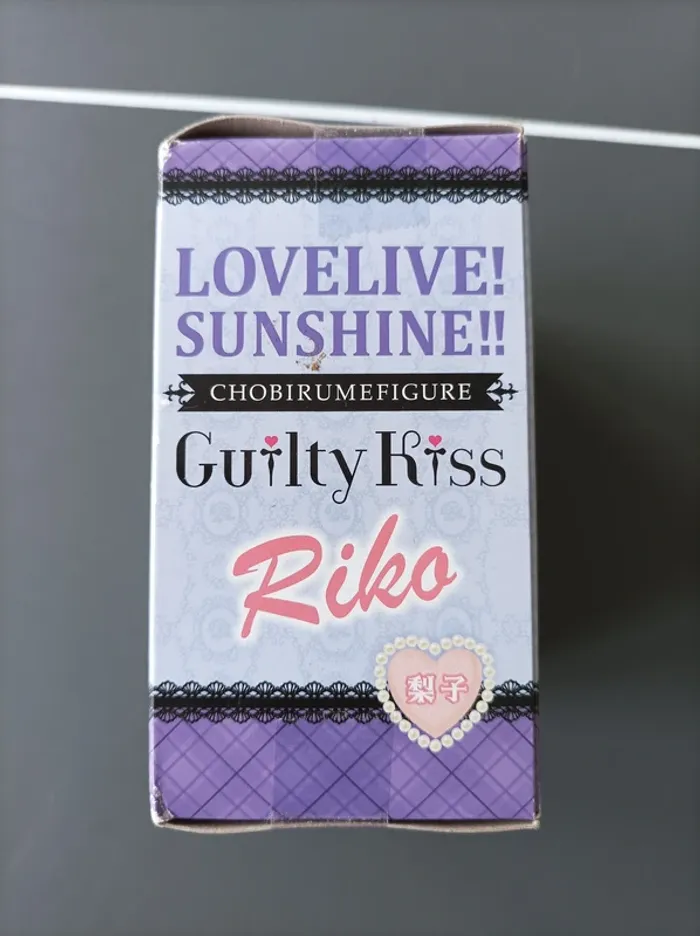 LOVELIVE!
SUNSHINE!!
CHOBIRUMEFIGURE
Guilty Kiss
Riko
梨子